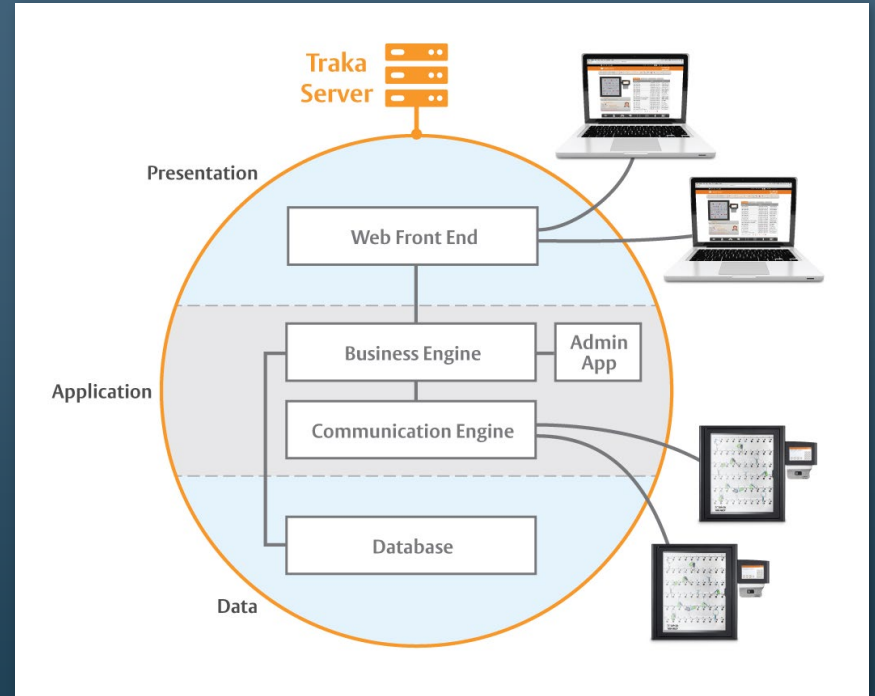 Traka
Server
Presentation
Web Front End
Business Engine
Admin
App
Application
Communication Engine
Database
Data